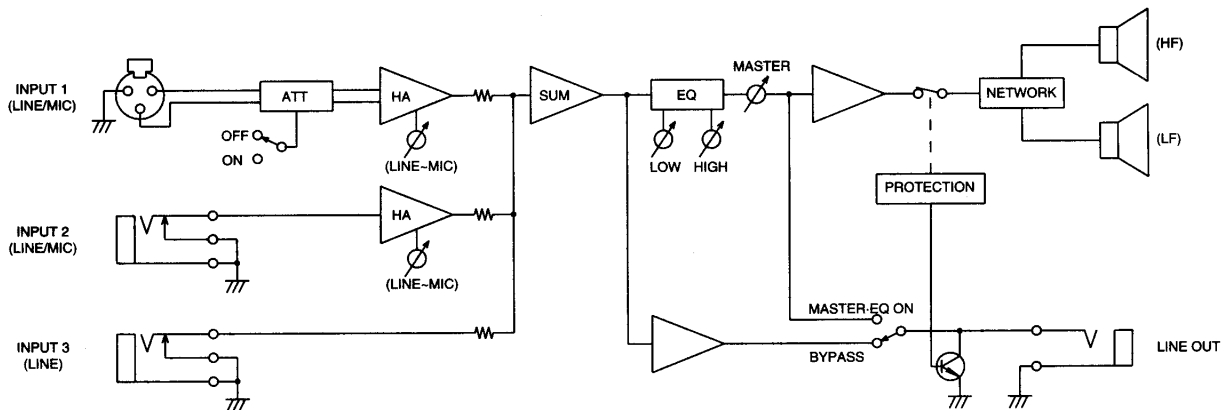 INPUT 1
(LINE/MIC)
ATT
OFF
ON
HA
(LINE~MIC)
SUM
EQ
LOW
HIGH
MASTER
NETWORK
(HF)
(LF)
PROTECTION
INPUT 2
(LINE/MIC)
HA
(LINE~MIC)
INPUT 3
(LINE)
MASTER·EQ ON
BYPASS
LINE OUT